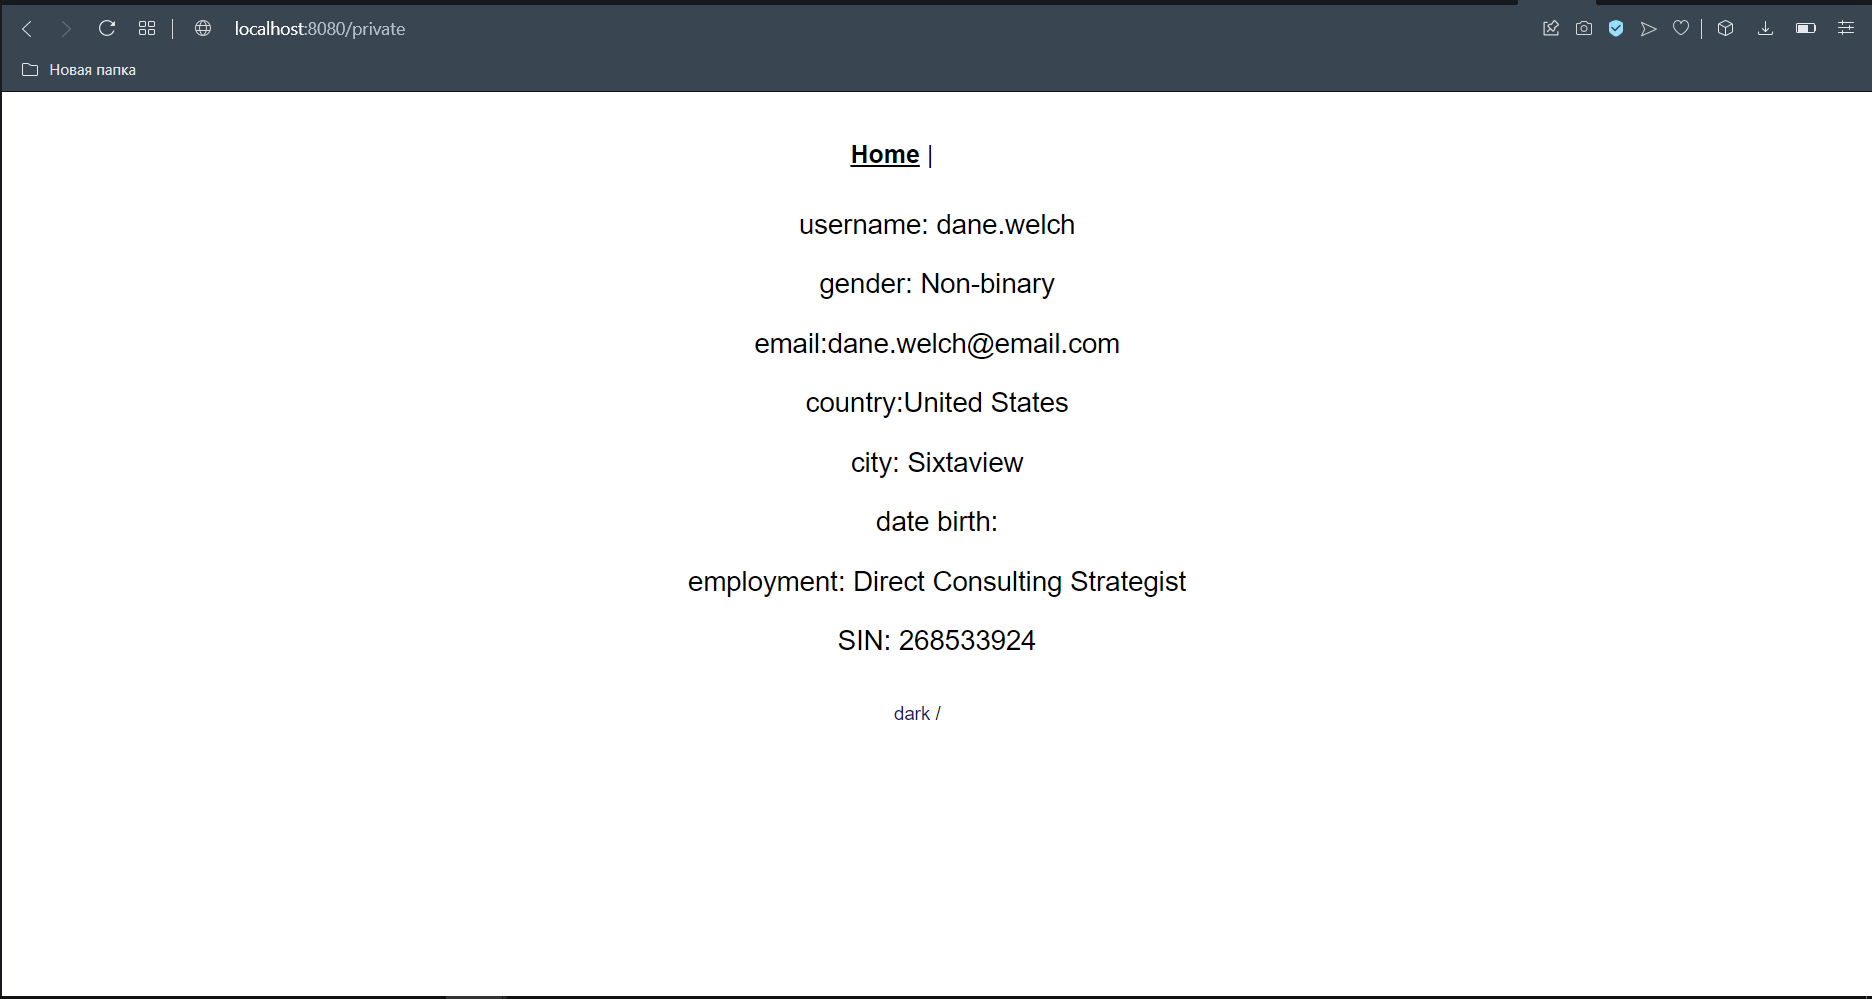 localhost:8080/private
Новая папка
Home |
username: dane.welch
gender: Non-binary
email:dane.welch@email.com
country:United States
city: Sixtaview
date birth:
employment: Direct Consulting Strategist
SIN: 268533924
dark /